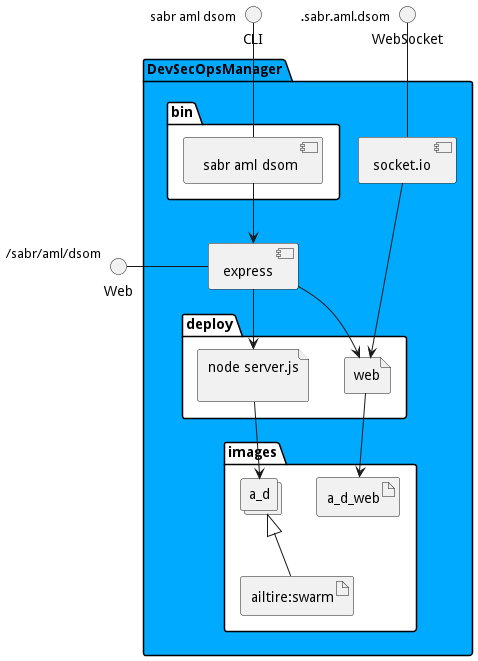 sabr aml dsom
.sabr.aml.dsom
CLI
WebSocket
DevSecOpsManager
bin
sabr aml dsom
socket.io
/sabr/aml/dsom
express
Web
deploy
node server.js
web
images
a_d
a_d_web
ailtire:swarm